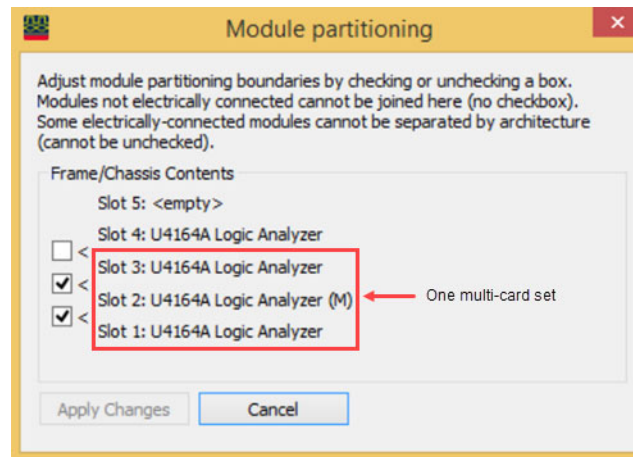 Module partitioning
Adjust module partitioning boundaries by checking or unchecking a box.
Modules not electrically connected cannot be joined here (no checkbox).
Some electrically-connected modules cannot be separated by architecture
(cannot be unchecked).
Frame/Chassis Contents
Slot 5: <empty>
Slot 4: U4164A Logic Analyzer
<
Slot 3: U4164A Logic Analyzer
<
Slot 2: U4164A Logic Analyzer (M)
One multi-card set
<
Slot 1: U4164A Logic Analyzer
Apply Changes
Cancel